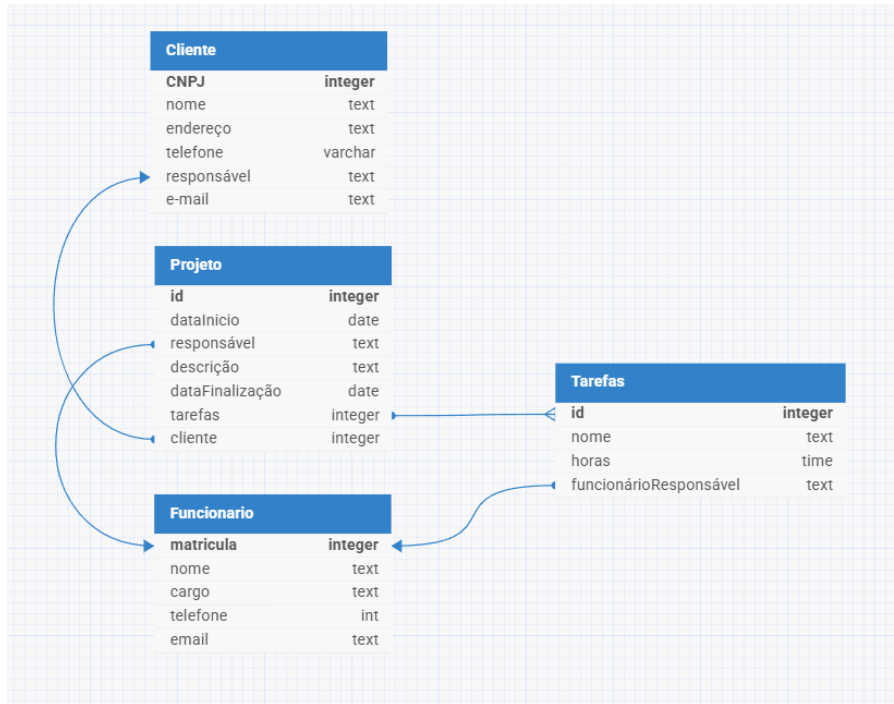 Cliente
CNPJ integer
nome text
endereço text
telefone varchar
responsável text
e-mail text
Projeto
id integer
dataInicio date
responsável text
descrição text
dataFinalização date
tarefas integer
cliente integer
Tarefas
id integer
nome text
horas time
funcionárioResponsável text
Funcionario
matricula integer
nome text
cargo text
telefone int
email text